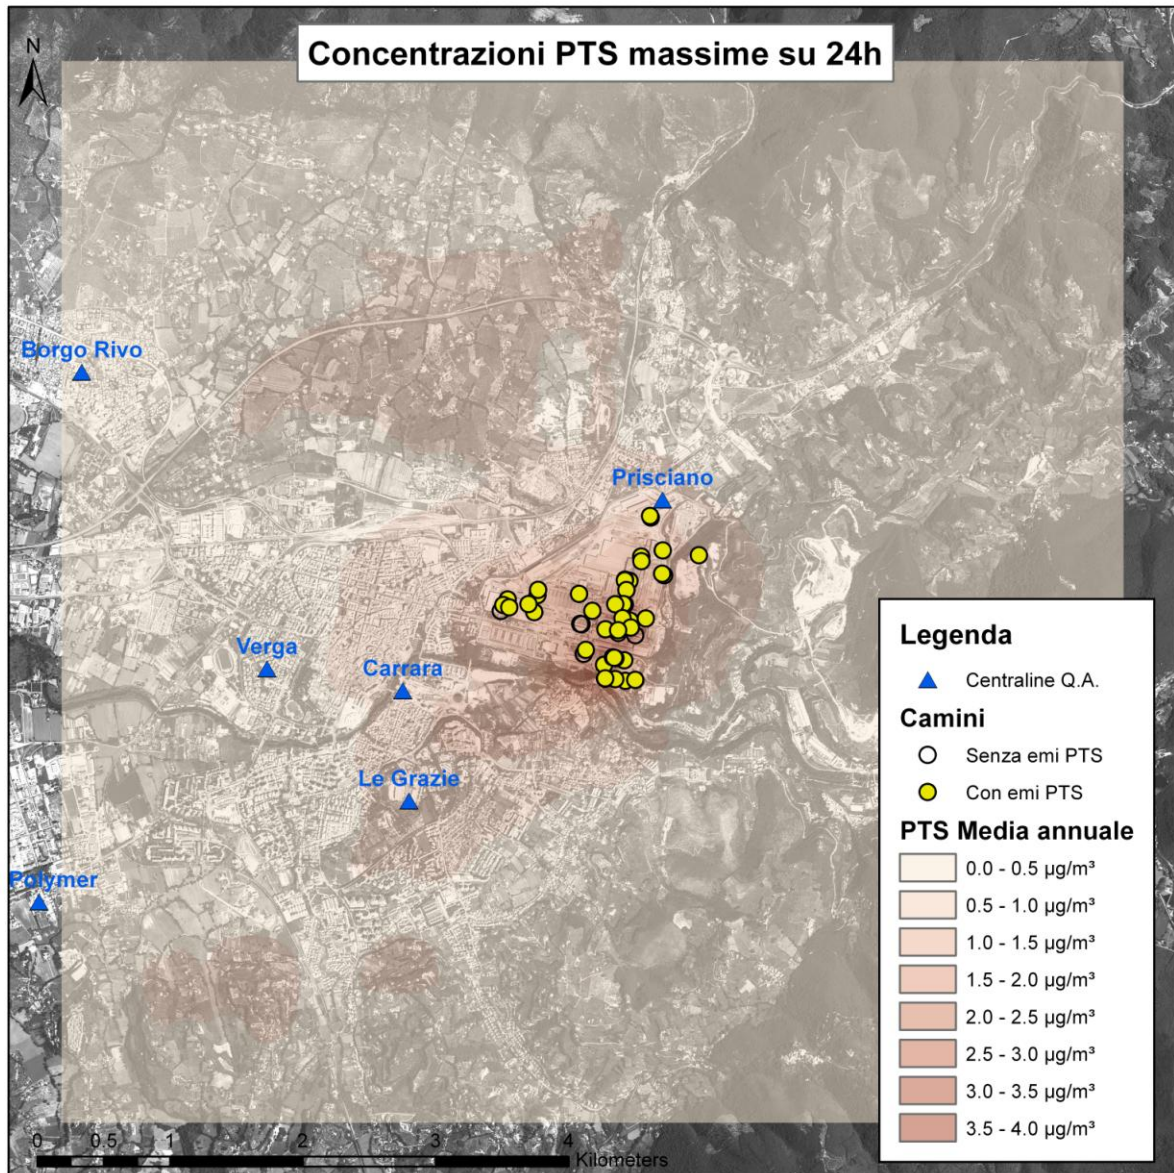 Concentrazioni PTS massime su 24h
N
Borgo Rivo
Prisciano
Verga
Carrara
Le Grazie
Polymer
Legenda
Centraline Q.A.
Camini
Senza emi PTS
Con emi PTS
PTS Media annuale
0.0 - 0.5 µg/m³
0.5 - 1.0 µg/m³
1.0 - 1.5 µg/m³
1.5 - 2.0 µg/m³
2.0 - 2.5 µg/m³
2.5 - 3.0 µg/m³
3.0 - 3.5 µg/m³
3.5 - 4.0 µg/m³
0 0.5 1 2 3 4
Kilometers